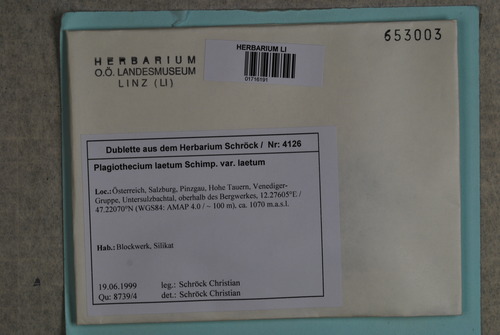 653003
HERBARIUM
O.Ö. LANDESMUSEUM
LINZ (LI)
HERBARIUM LI
01716191
Dublette aus dem Herbarium Schröck / Nr: 4126
Plagiothecium laetum Schimp. var. laetum
Loc.:Österreich, Salzburg, Pinzgau, Hohe Tauern, Venediger-
Gruppe, Untersulzbachtal, oberhalb des Bergwerkes, 12.27605°E /
47.22070°N (WGS84: AMAP 4.0 / ~ 100 m), ca. 1070 m.a.s.l.
Hab.:Blockwerk, Silikat
19.06.1999 leg.: Schröck Christian
Qu: 8739/4 det.: Schröck Christian